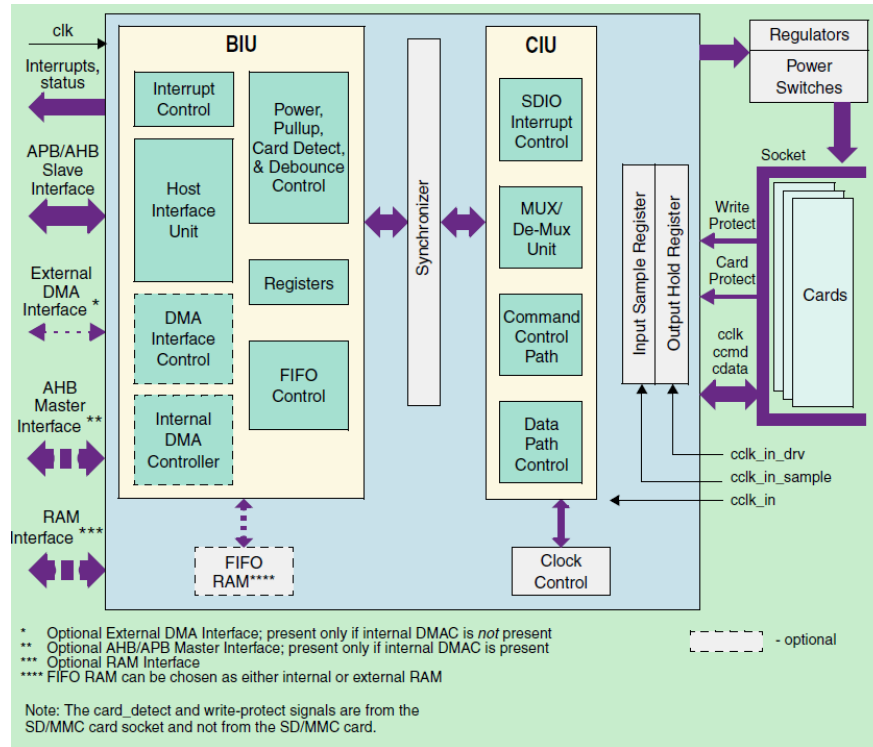 clk
Interrupts,
status
APB/AHB
Slave
Interface
External
DMA
Interface *
AHB
Master
Interface **
RAM
Interface ***
BIU
Interrupt
Control
Power,
Pullup,
Card Detect,
& Debounce
Control
Host
Interface
Unit
Registers
DMA
Interface
Control
FIFO
Control
Internal
DMA
Controller
FIFO
RAM****
Synchronizer
CIU
SDIO
Interrupt
Control
MUX/
De-Mux
Unit
Command
Control
Path
Data
Path
Control
Clock
Control
Input Sample Register
Output Hold Register
Regulators
Power
Switches
Socket
Write
Protect
Card
Protect
cclk
ccmd
cdata
Cards
cclk_in_drv
cclk_in_sample
cclk_in
* Optional External DMA Interface; present only if internal DMAC is not present
** Optional AHB/APB Master Interface; present only if internal DMAC is present
*** Optional RAM Interface
**** FIFO RAM can be chosen as either internal or external RAM
- optional
Note: The card_detect and write-protect signals are from the
SD/MMC card socket and not from the SD/MMC card.